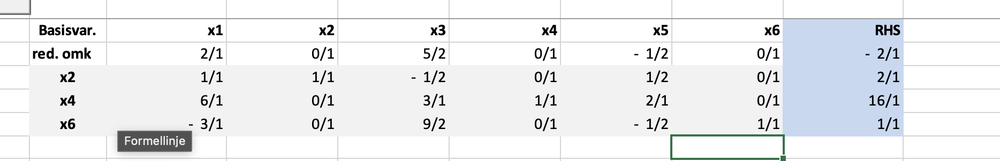 Basisvar. x1 x2 x3 x4 x5 x6 RHS
red. omk 2/1 0/1 5/2 0/1 - 1/2 0/1 - 2/1
x2 1/1 1/1 - 1/2 0/1 1/2 0/1 2/1
x4 6/1 0/1 3/1 1/1 2/1 0/1 16/1
x6 - 3/1 0/1 9/2 0/1 - 1/2 1/1 1/1
Formellinje